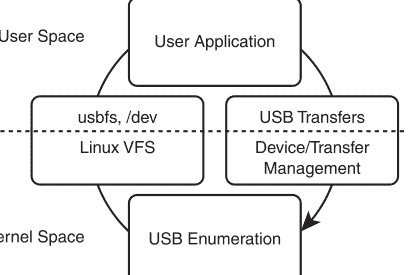 User Space
User Application
usbfs, /dev
Linux VFS
USB Transfers
Device/Transfer
Management
ernel Space
USB Enumeration